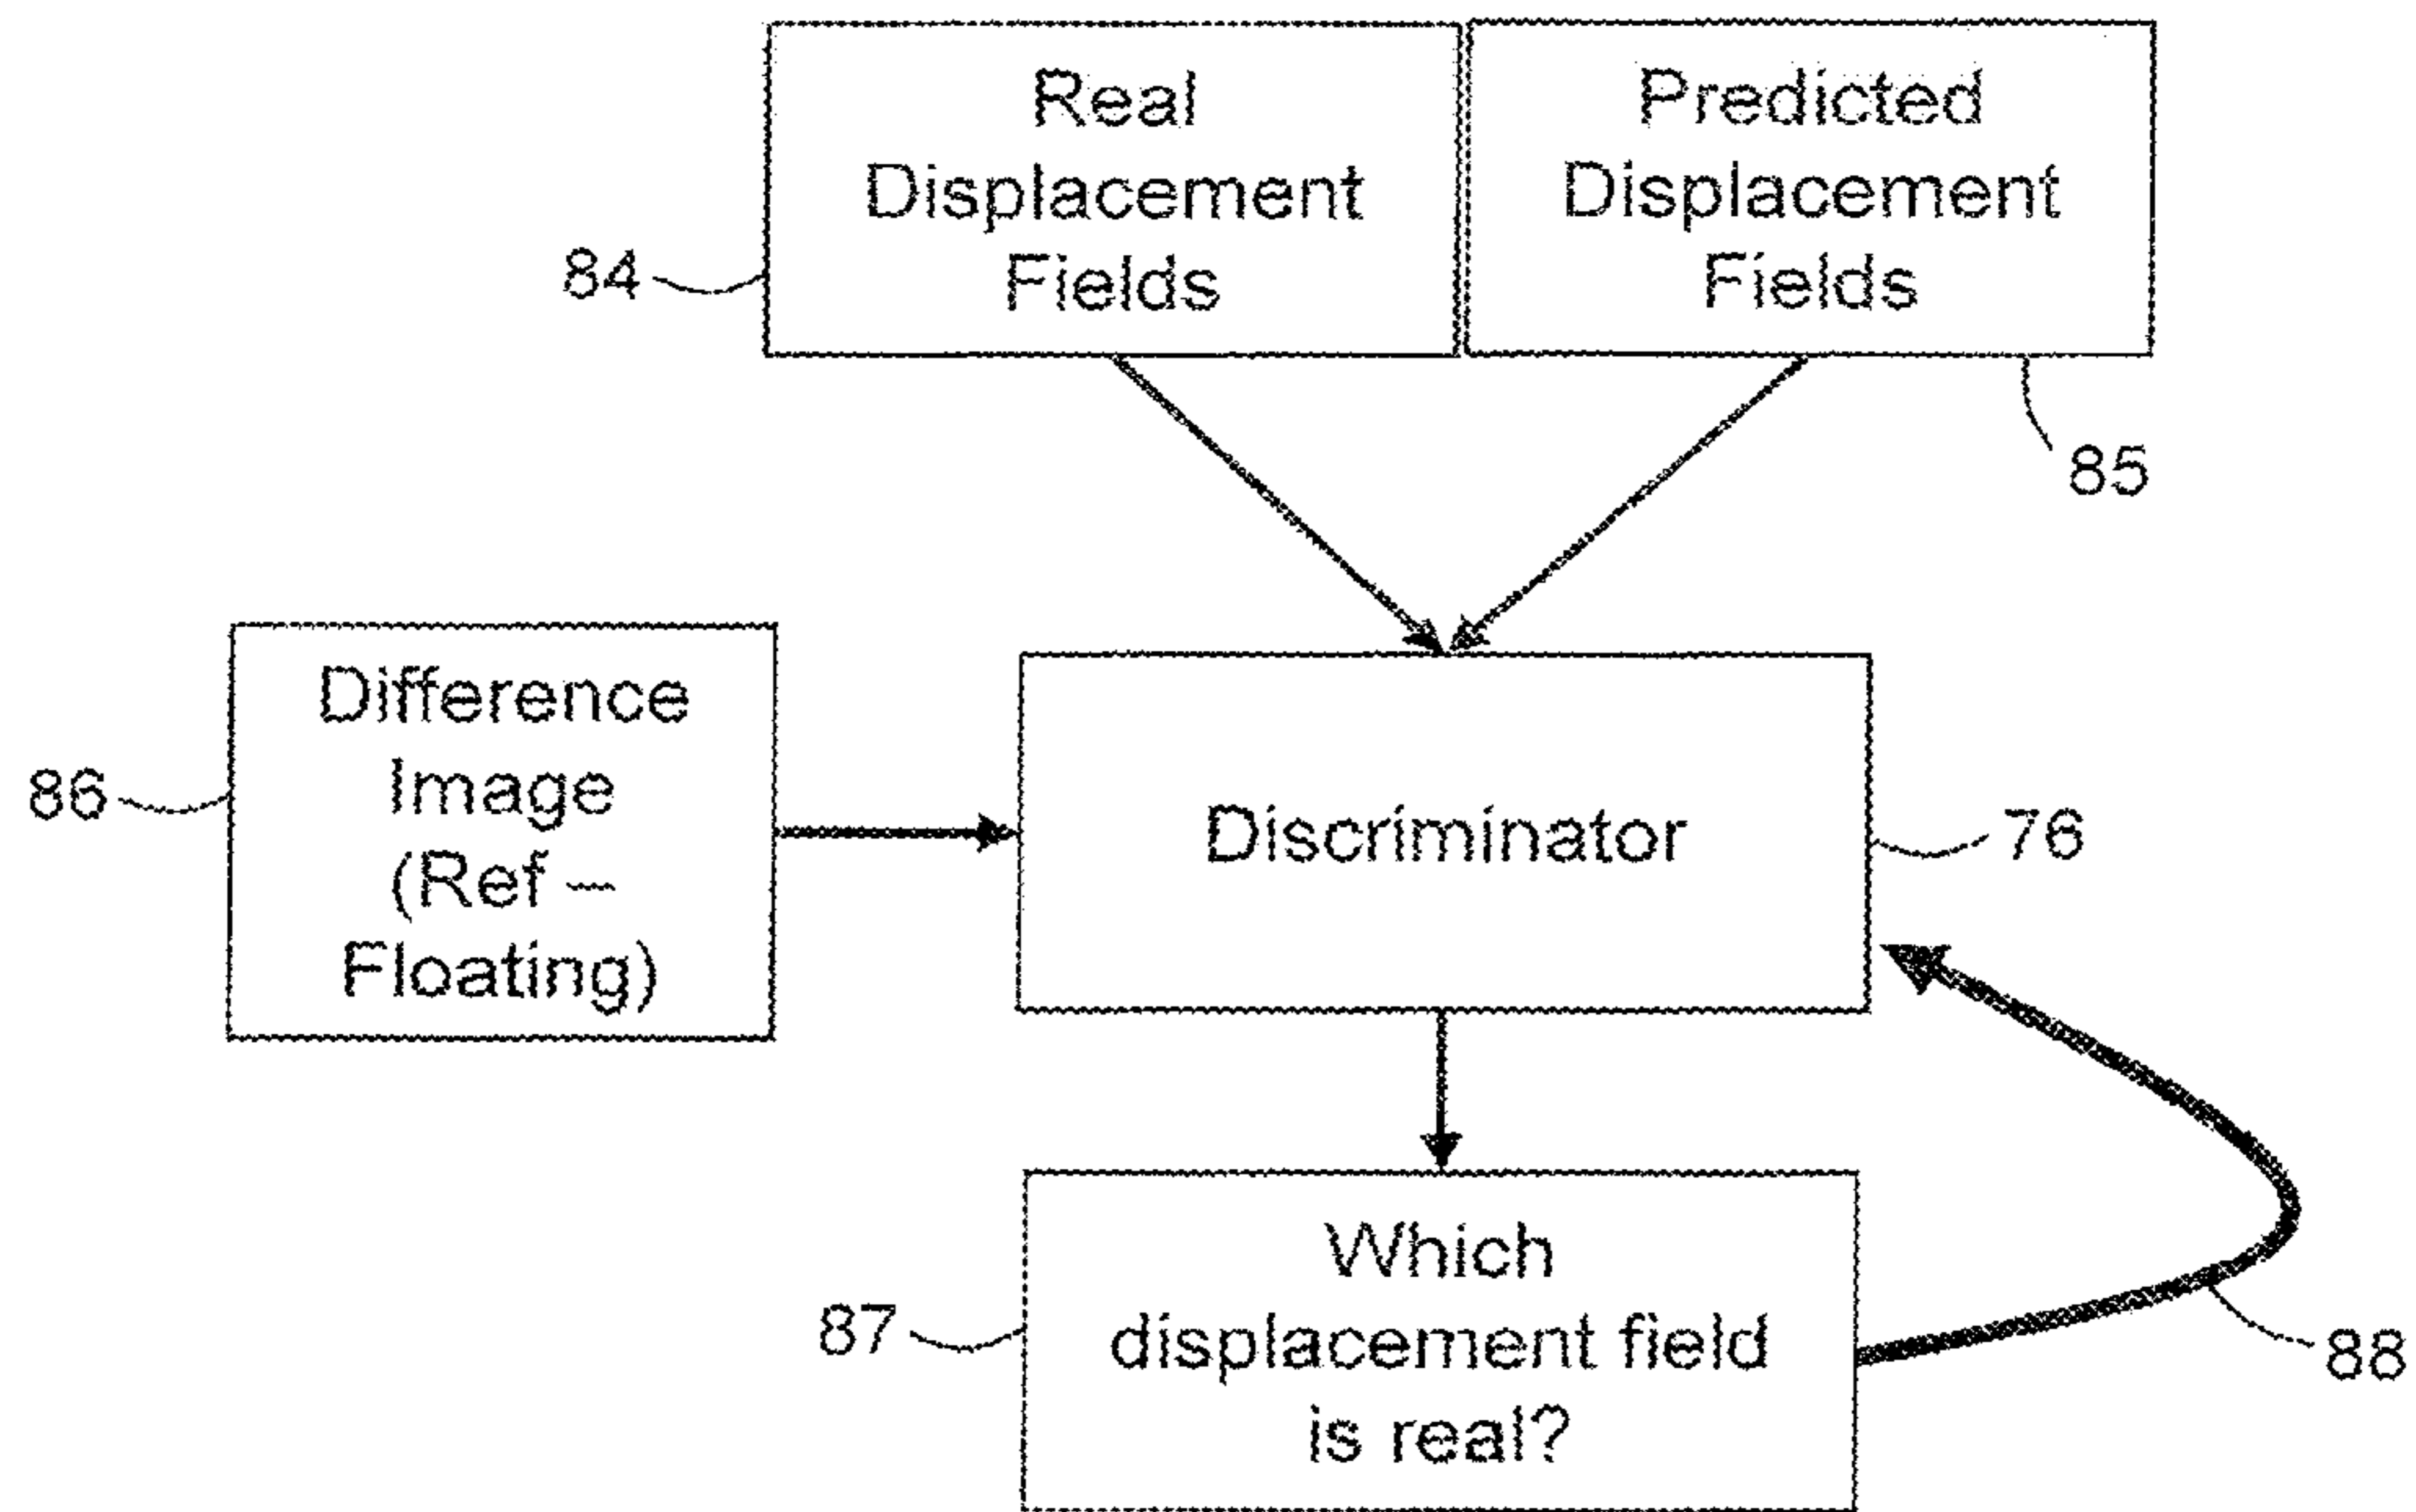 Real
Displacement
Fields
84
Predicted
Displacement
Fields
85
Difference
Image
(Ref –
Floating)
86
Discriminator
76
Which
displacement field
is real?
87
88